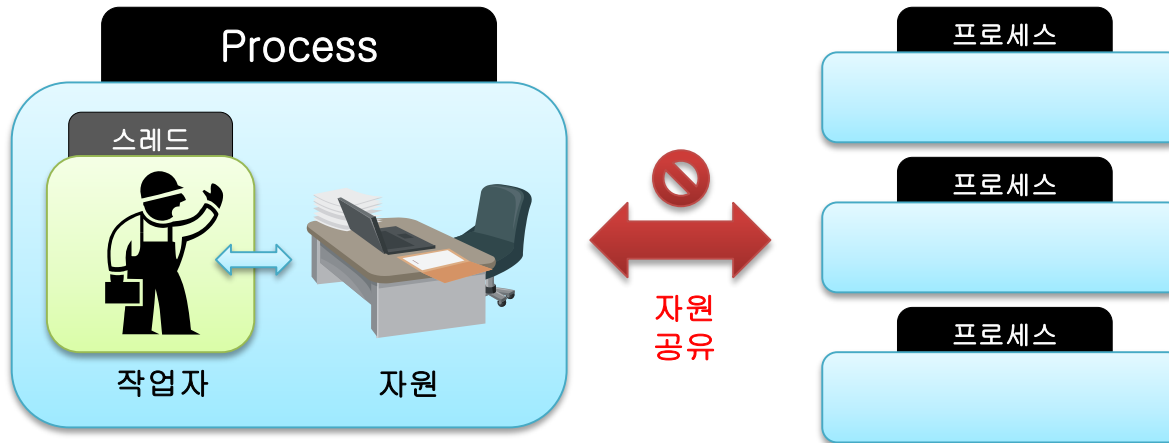 Process
스레드
작업자
자원
자원
공유
프로세스
프로세스
프로세스